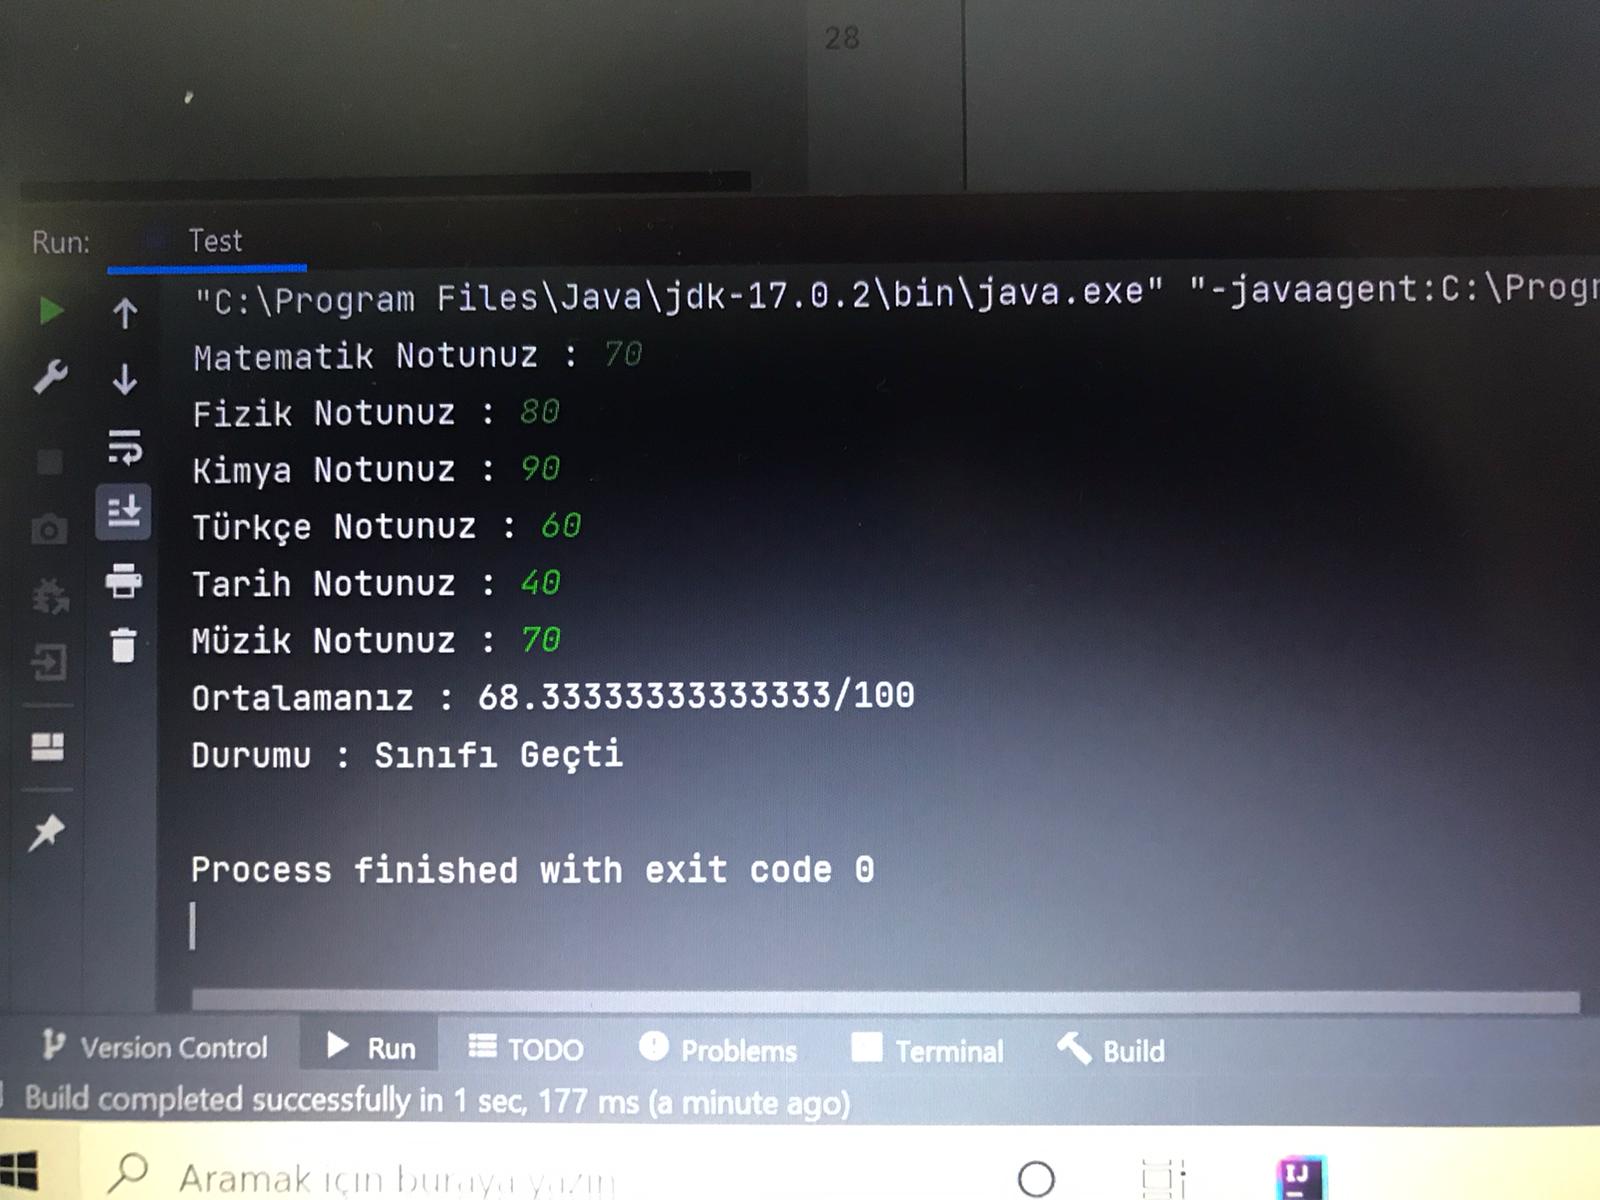 28
Run: Test
"C:\Program Files\Java\jdk-17.0.2\bin\java.exe" "-javaagent:C:\Progr
Matematik Notunuz : 70
Fizik Notunuz : 80
Kimya Notunuz : 90
Türkçe Notunuz : 60
Tarih Notunuz : 40
Müzik Notunuz : 70
Ortalamanız : 68.33333333333333/100
Durumu : Sınıfı Geçti
Process finished with exit code 0
Version Control Run TODO Problems Terminal Build
Build completed successfully in 1 sec, 177 ms (a minute ago)
Aramak için buraya yazın
IJ